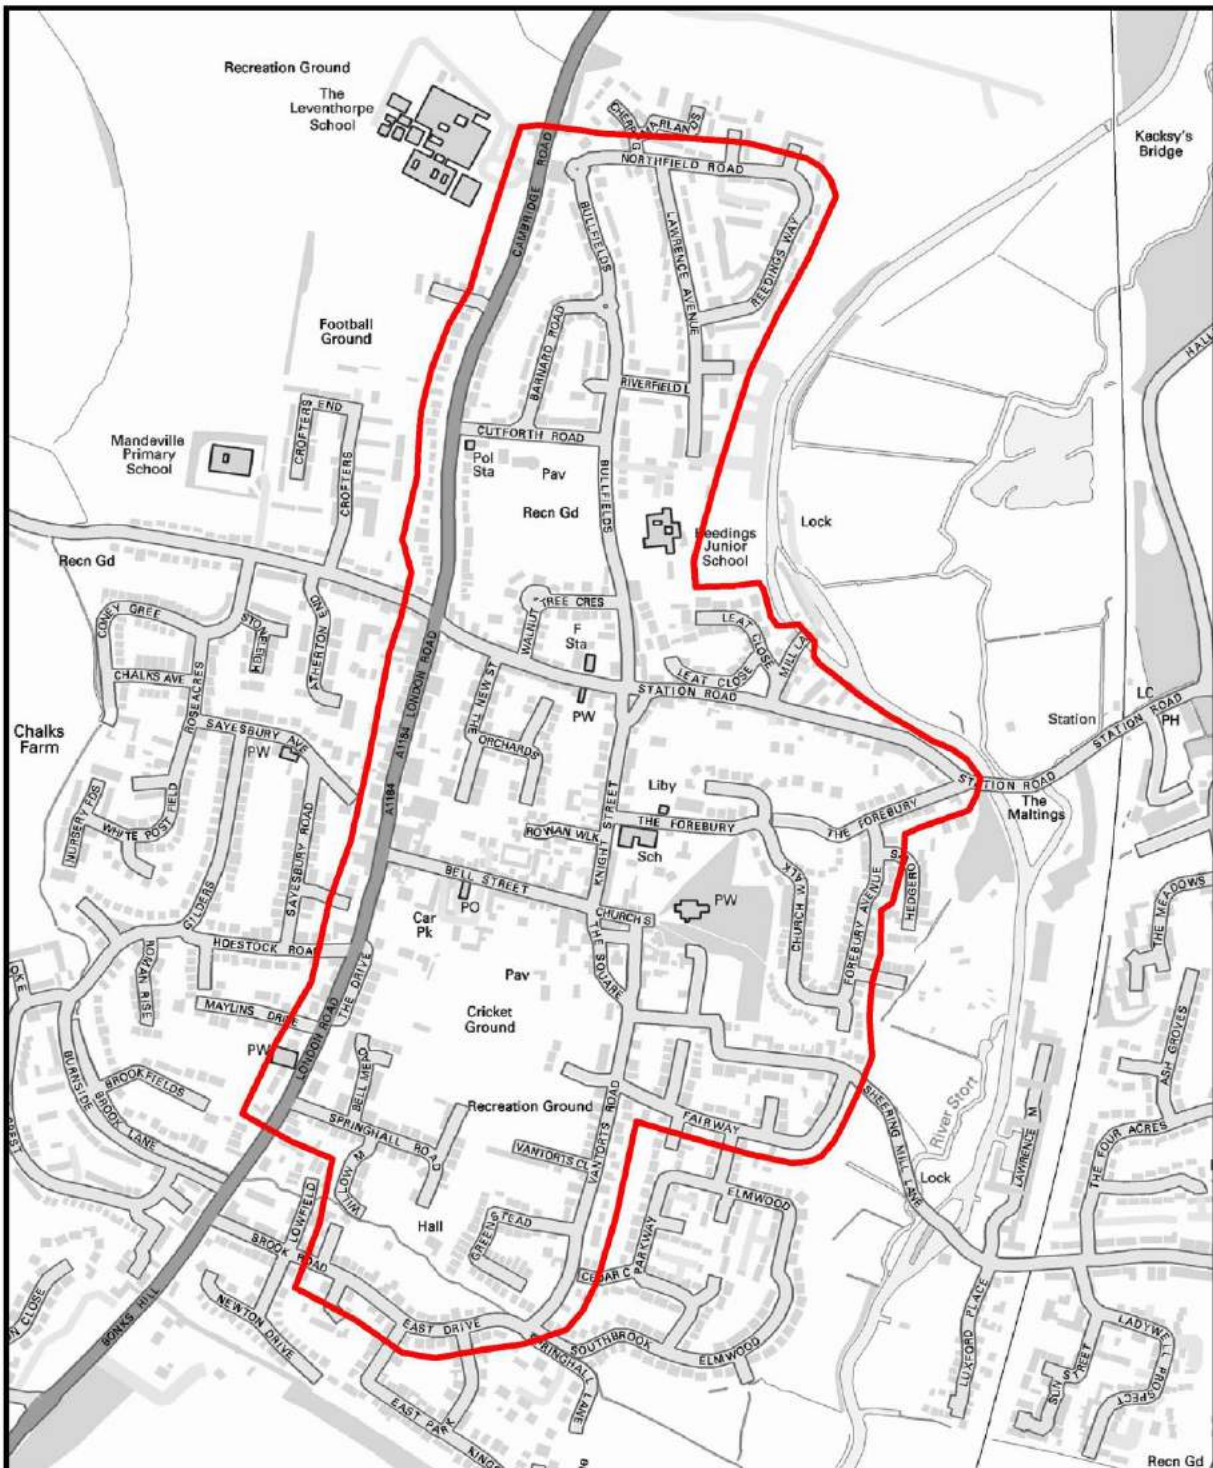 Recreation Ground
The
Leventhorpe
School
Kecksy's
Bridge
NORTHFIELD ROAD
CAMBRIDGE ROAD
BULLFIELDS
LAWRENCE AVENUE
REEDINGS WAY
Football
Ground
BARNARD ROAD
CROFTERS END
CROFTERS
Mandeville
Primary
School
CUTFORTH ROAD
Pol
Sta
Pav
Recn Gd
BULLFIELDS
Reedings
Junior
School
Lock
Recn Gd
CONEY GREE
STONEIGH
ATHERTON END
CHALKS AVE
ROSEACRES
SAYESBURY AVE
PW
Chalks
Farm
NURSERY FDS
WHITE POST FIELD
GILDERS
SAYESBURY ROAD
A1184 LONDON ROAD
A1184
WALNUT
TREE CRES
F
Sta
PW
THE NEW ST
ORCHARDS
LEAT CLOSE
LEAT CLOSE
MILL LA
STATION ROAD
Station
LC
PH
STATION ROAD
STATION ROAD
The
Maltings
Liby
THE FOREBURY
THE FOREBURY
ROWAN WLK
KNIGHT STREET
Sch
BELL STREET
PO
Car
Pk
CHURCH S
PW
THE SQUARE
CHURCH WALK
FOREBURY AVENUE
HEDGERO
THE MEADOWS
HOESTOCK ROAD
ROMAN RISE
MAYLINS DRIVE
THE DRIVE
LONDON ROAD
PW
Pav
Cricket
Ground
BROOKFIELDS
BURNSIDE
BROOK LANE
BELLMEAD
SPRINGHALL ROAD
Recreation Ground
VANTORTS ROAD
FAIRWAY
SHEERING MILL LANE
River Stort
Lock
LAWRENCE M
ASH GROVES
THE FOUR ACRES
VANTORTS CL
Hall
GREENSTEAD
ELMWOOD
PARKWAY
CEDAR C
LOWFIELD
BROOK ROAD
EAST DRIVE
SOUTHBROOK
ELMWOOD
SPRINGHALL LANE
NEWTON DRIVE
EAST PARK
KINGS
BONKS HILL
N CLOSE
LUXFORD PLACE
SUN STREET
LADYWELL PROSPECT
Recn Gd